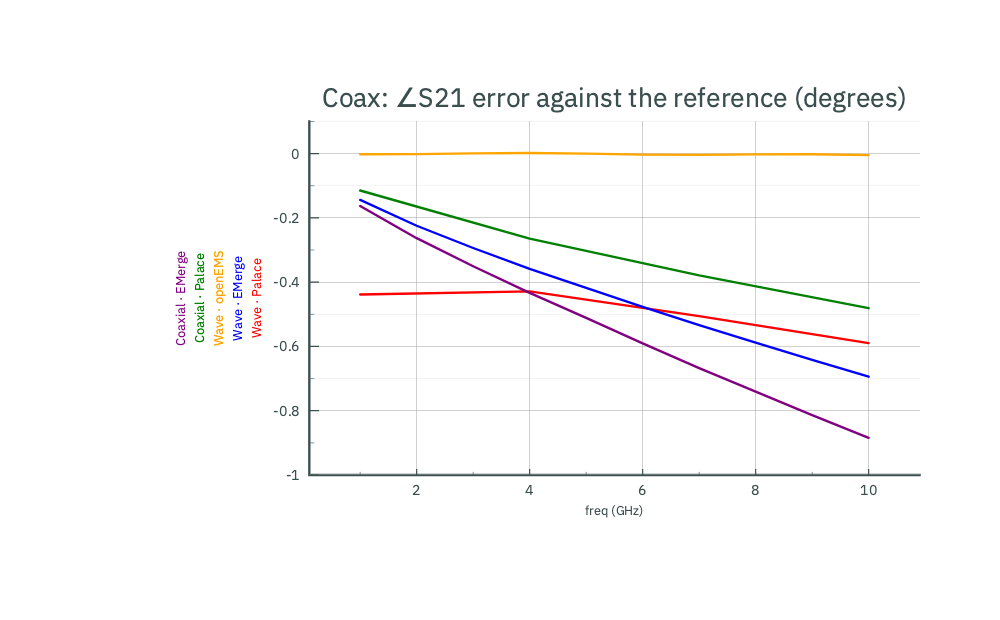 Coax: ∠S21 error against the reference (degrees)
Coaxial · EMerge
Coaxial · Palace
Wave · openEMS
Wave · EMerge
Wave · Palace
0
-0.2
-0.4
-0.6
-0.8
-1
2 4 6 8 10
freq (GHz)